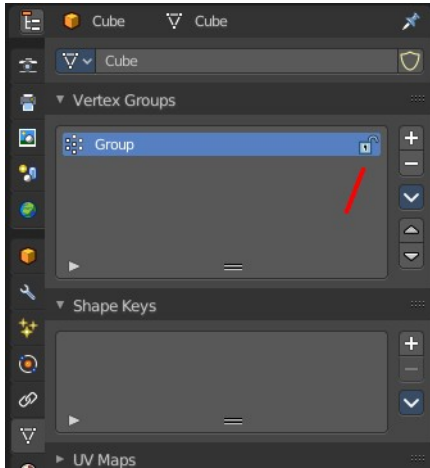 Cube Cube
Cube
Vertex Groups
Group
Shape Keys
UV Maps